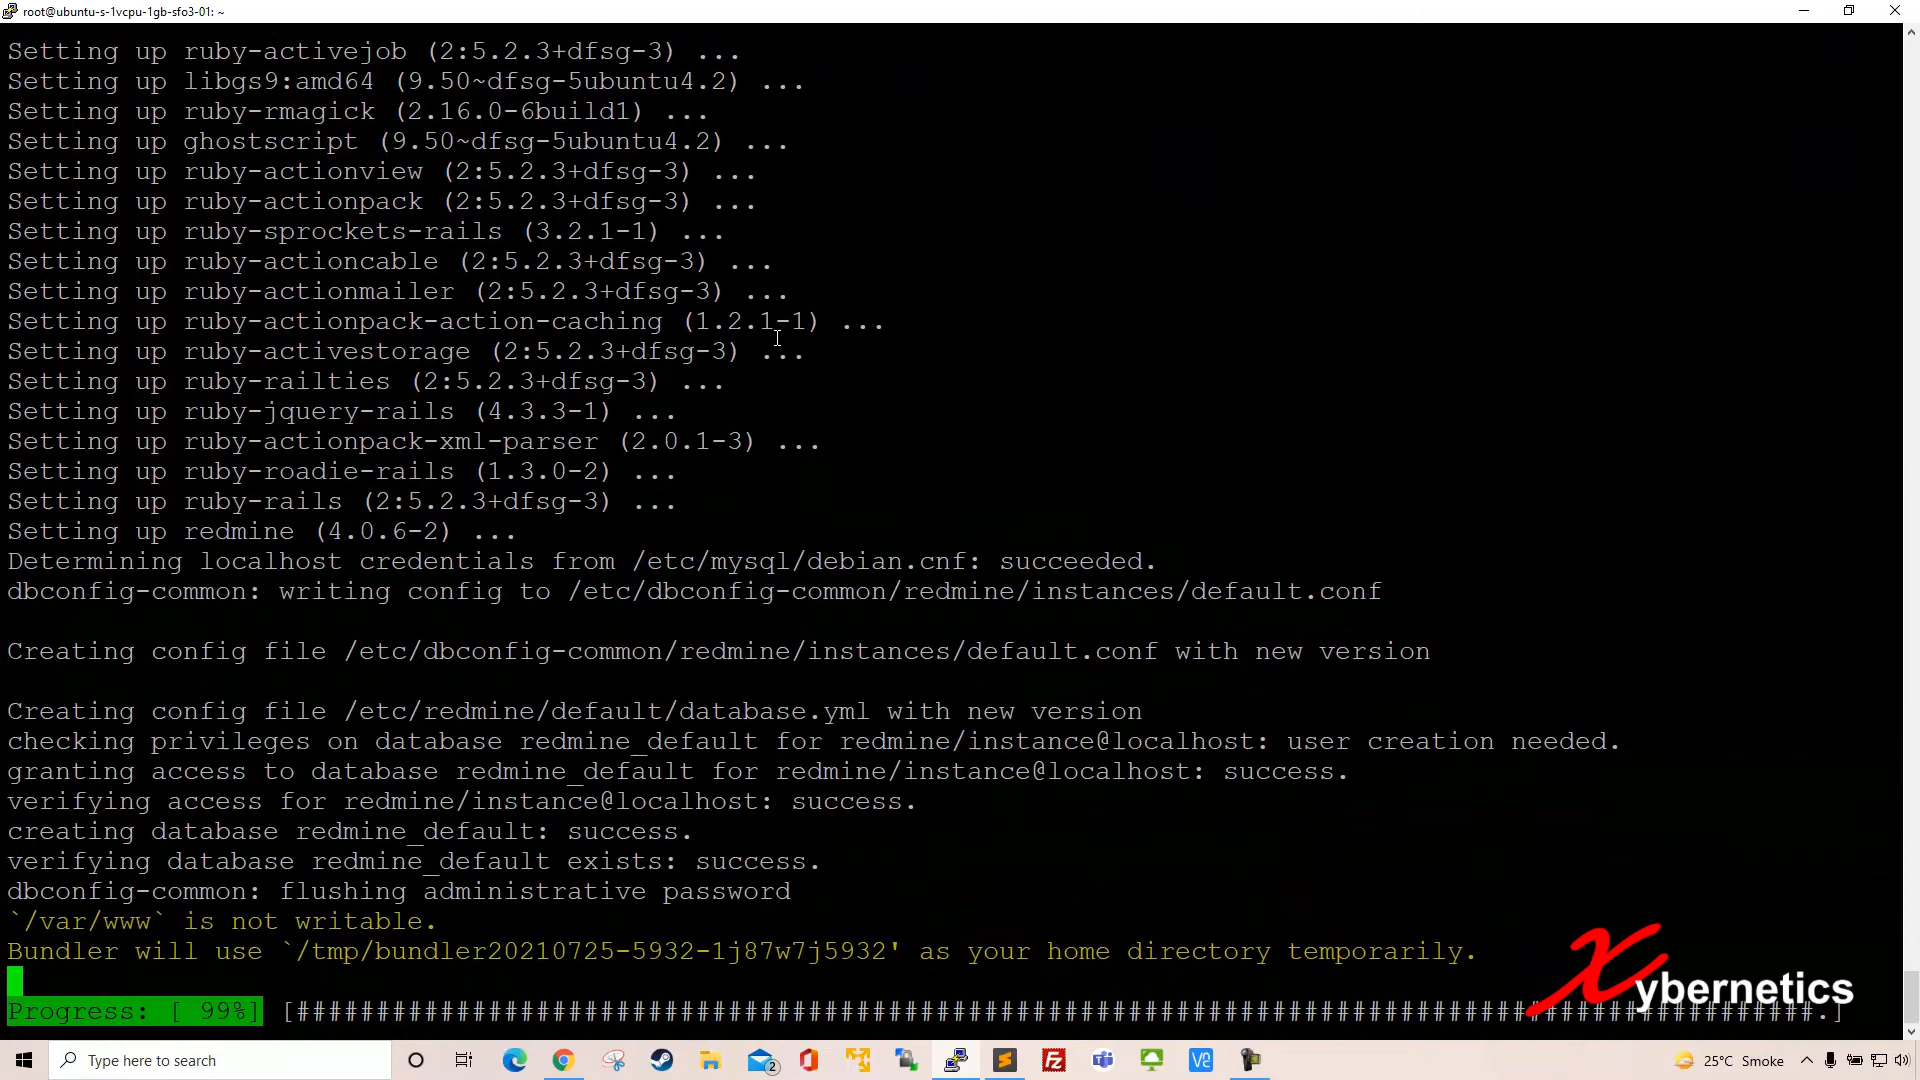 root@ubuntu-s-1vcpu-1gb-sfo3-01: ~
Setting up ruby-activejob (2:5.2.3+dfsg-3) ...
Setting up libgs9:amd64 (9.50~dfsg-5ubuntu4.2) ...
Setting up ruby-rmagick (2.16.0-6build1) ...
Setting up ghostscript (9.50~dfsg-5ubuntu4.2) ...
Setting up ruby-actionview (2:5.2.3+dfsg-3) ...
Setting up ruby-actionpack (2:5.2.3+dfsg-3) ...
Setting up ruby-sprockets-rails (3.2.1-1) ...
Setting up ruby-actioncable (2:5.2.3+dfsg-3) ...
Setting up ruby-actionmailer (2:5.2.3+dfsg-3) ...
Setting up ruby-actionpack-action-caching (1.2.1-1) ...
Setting up ruby-activestorage (2:5.2.3+dfsg-3) ...
Setting up ruby-railties (2:5.2.3+dfsg-3) ...
Setting up ruby-jquery-rails (4.3.3-1) ...
Setting up ruby-actionpack-xml-parser (2.0.1-3) ...
Setting up ruby-roadie-rails (1.3.0-2) ...
Setting up ruby-rails (2:5.2.3+dfsg-3) ...
Setting up redmine (4.0.6-2) ...
Determining localhost credentials from /etc/mysql/debian.cnf: succeeded.
dbconfig-common: writing config to /etc/dbconfig-common/redmine/instances/default.conf
Creating config file /etc/dbconfig-common/redmine/instances/default.conf with new version
Creating config file /etc/redmine/default/database.yml with new version
checking privileges on database redmine_default for redmine/instance@localhost: user creation needed.
granting access to database redmine_default for redmine/instance@localhost: success.
verifying access for redmine/instance@localhost: success.
creating database redmine_default: success.
verifying database redmine_default exists: success.
dbconfig-common: flushing administrative password
`/var/www` is not writable.
Bundler will use `/tmp/bundler20210725-5932-1j87w7j5932' as your home directory temporarily.
Progress: [ 99%] [###############################################################################################.]
Xybernetics
Type here to search
2
25°C Smoke